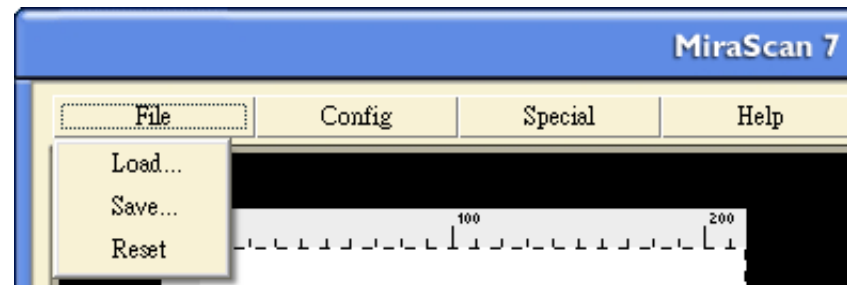 MiraScan 7
File Config Special Help
Load...
Save...
Reset
100 200